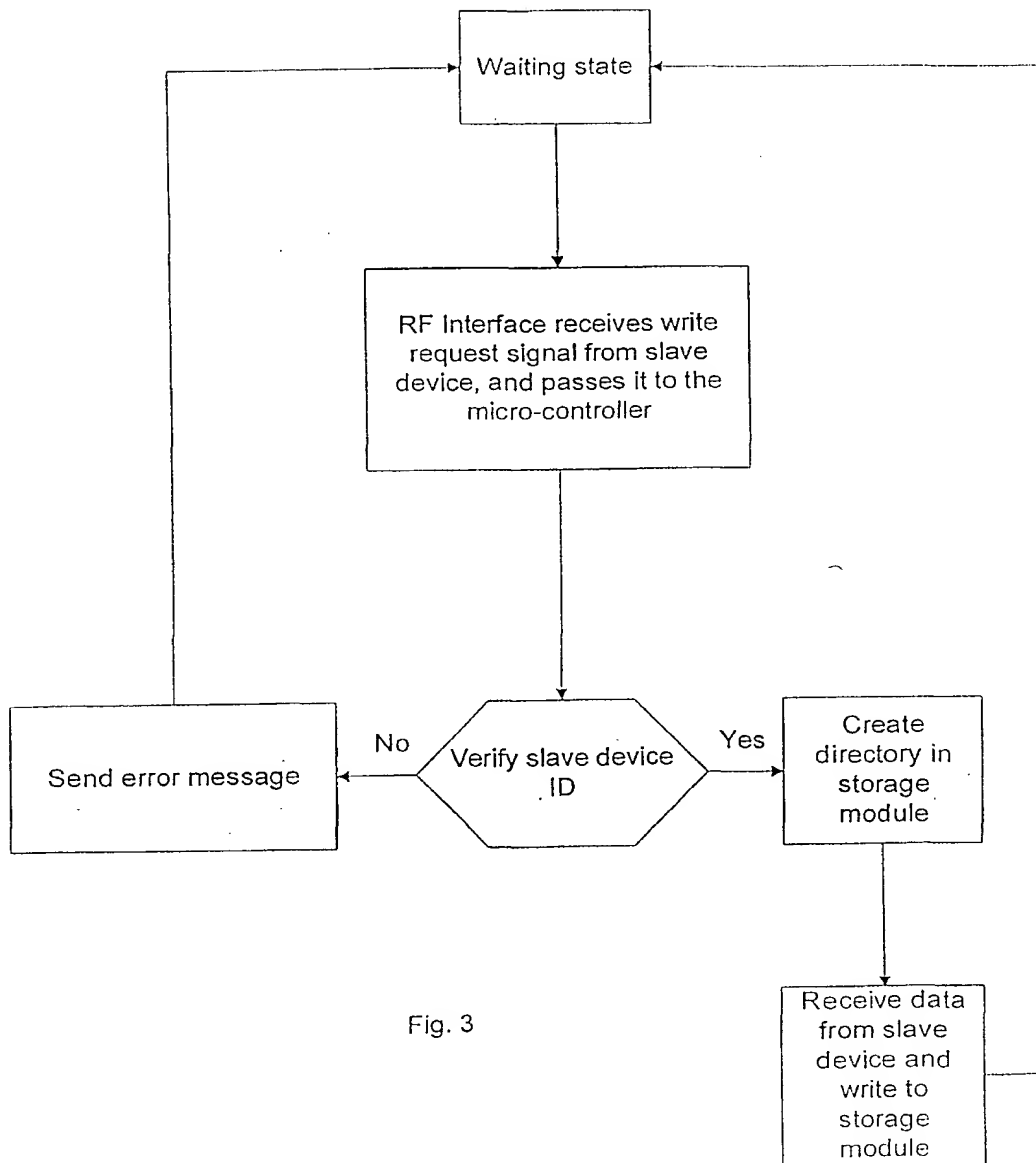 Waiting state
RF Interface receives write
request signal from slave
device, and passes it to the
micro-controller
No
Verify slave device
ID
Yes
Send error message
Create
directory in
storage
module
Receive data
from slave
device and
write to
storage
module
Fig. 3